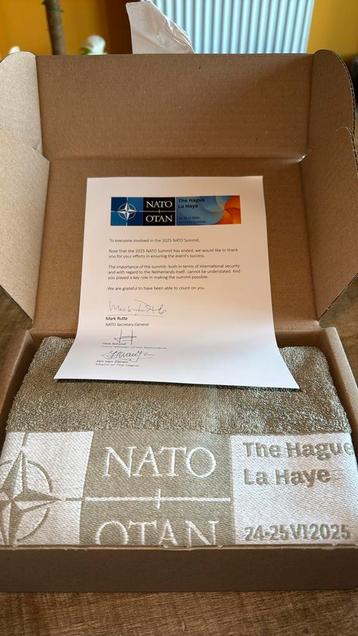 NATO
OTAN
The Hague
La Haye
To everyone involved in the 2025 NATO Summit,
Now that the 2025 NATO Summit has ended, we would like to thank
you for your efforts in ensuring the event's success.
The importance of the summit- both in terms of international security
and with regard to the Netherlands itself- cannot be understated. And
you played a key role in making the summit possible.
We are grateful to have been able to count on you.
Mark Rutte
NATO Secretary General
Jan van Zanen
Mayor of The Hague
NATO
OTAN
The Hague
La Haye
24-25 VI 2025